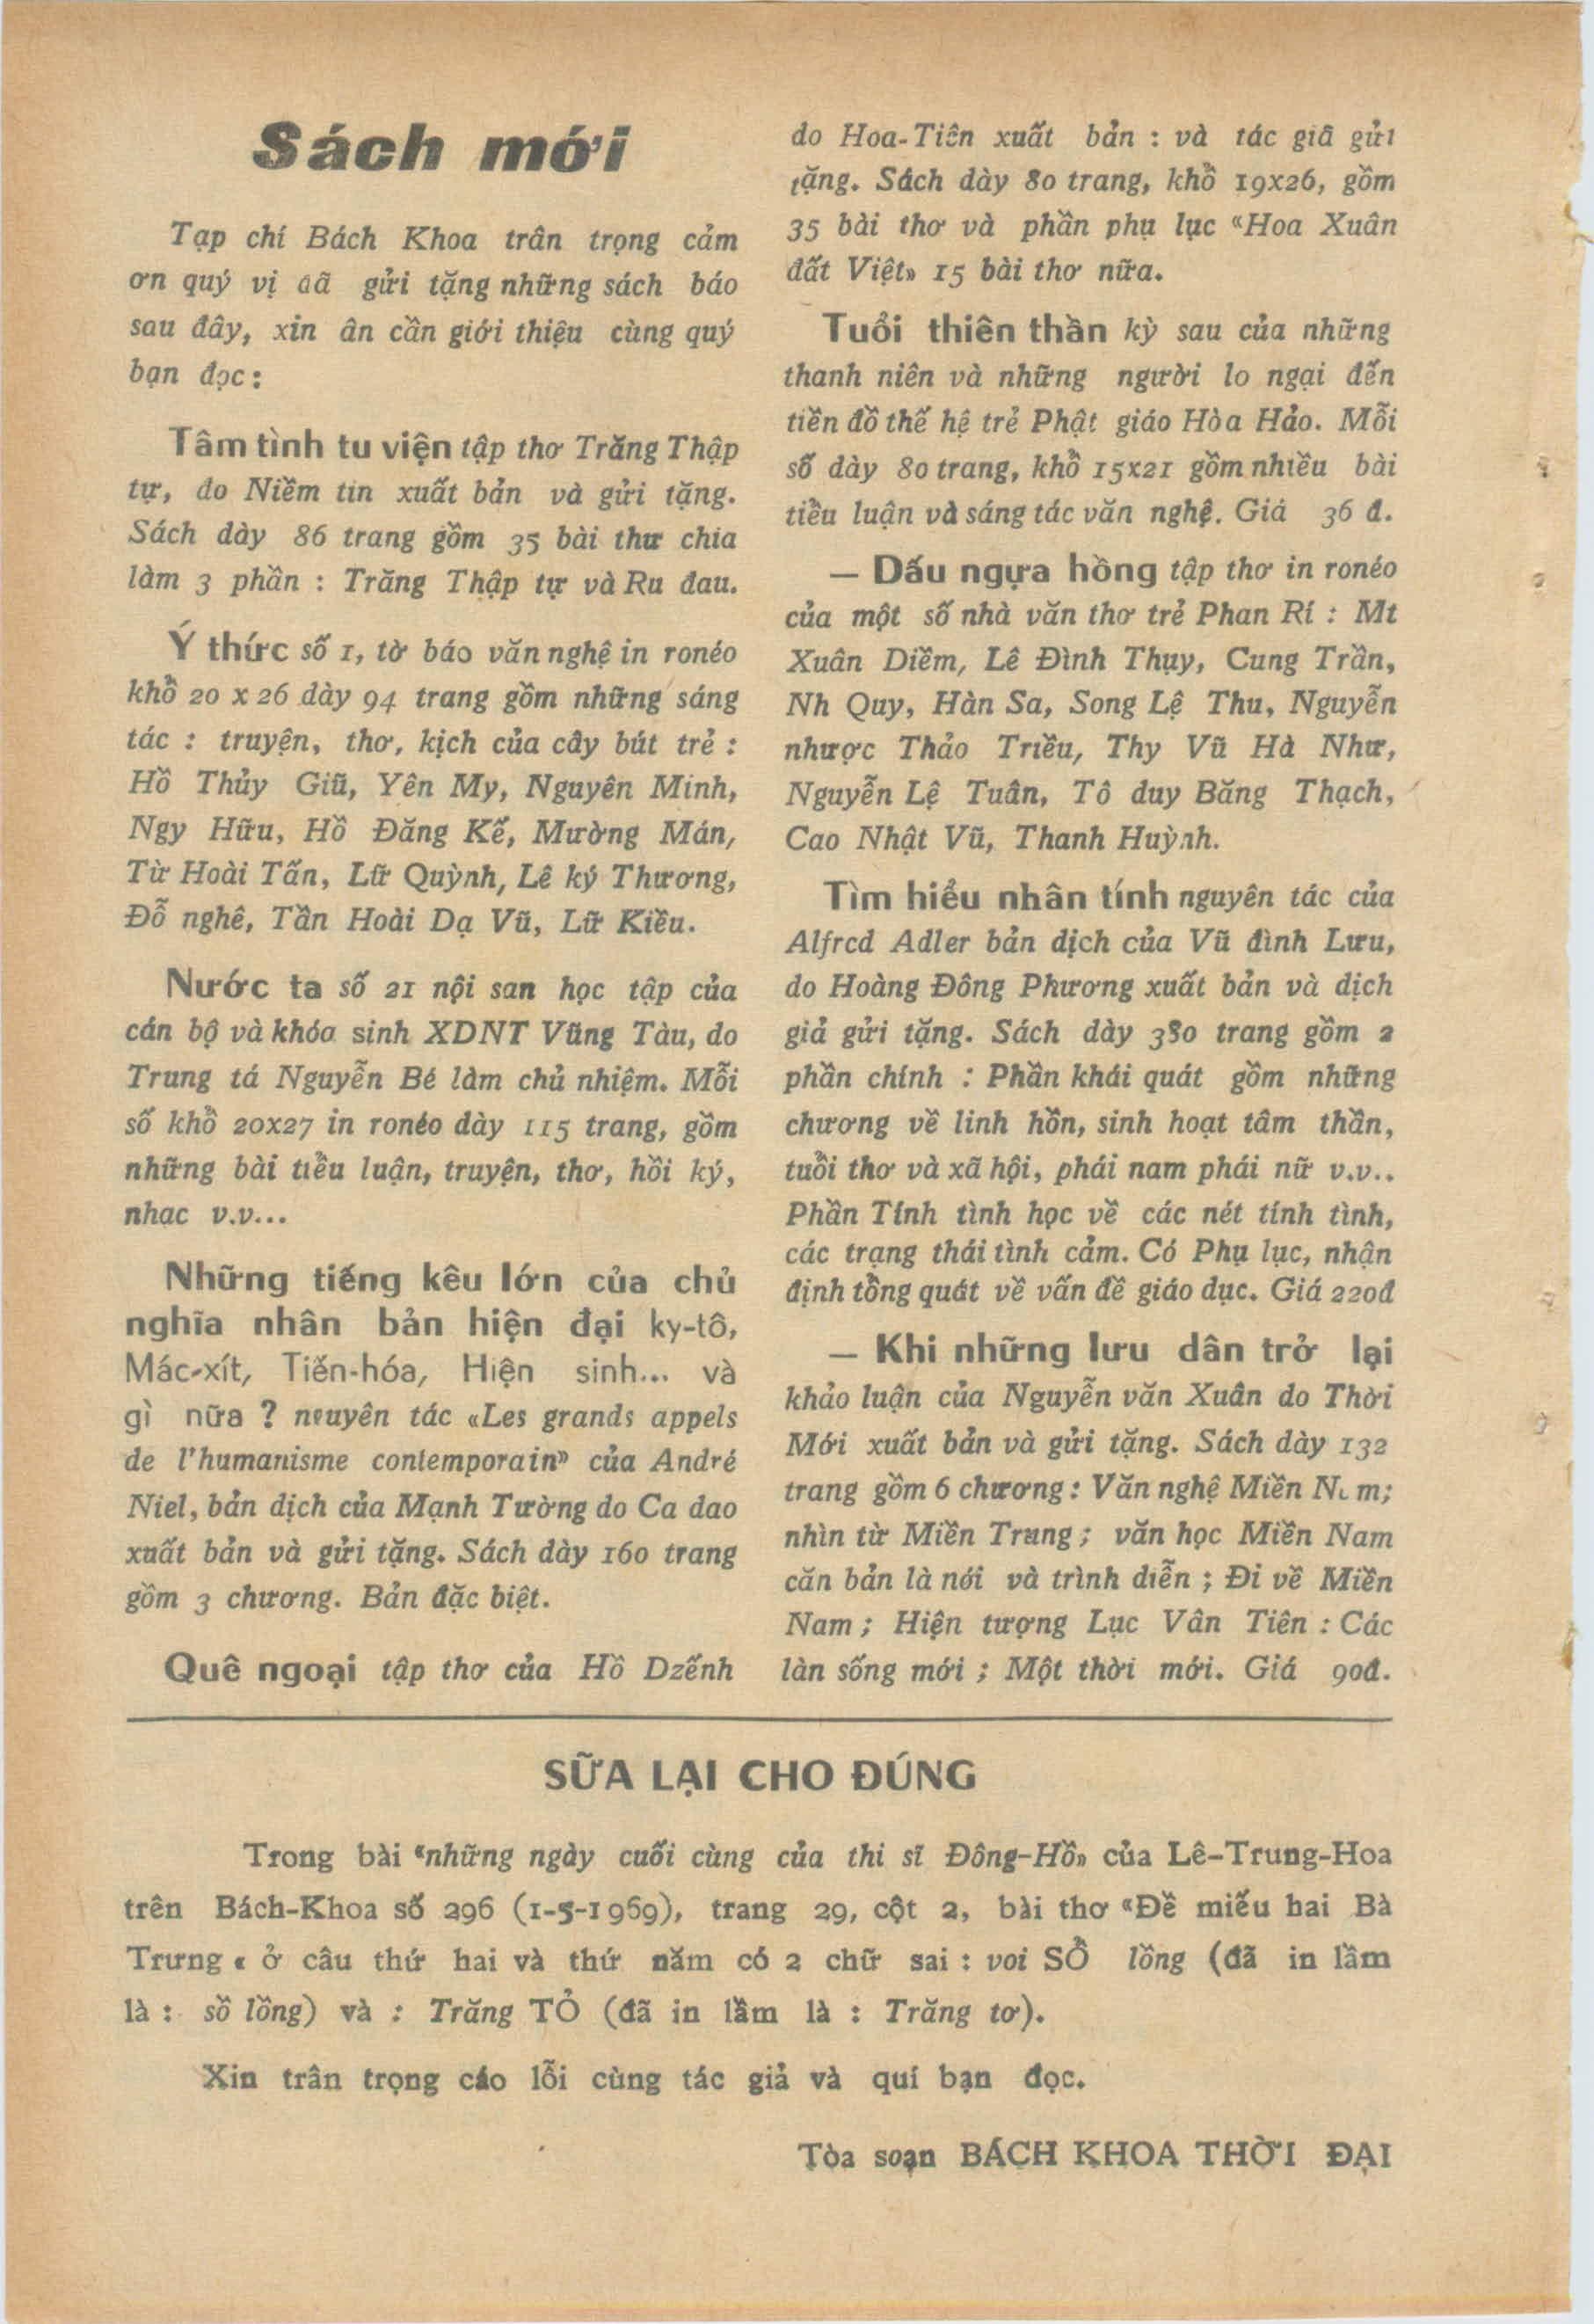 Sách mới
Tạp chí Bách Khoa trân trọng cảm
ơn quý vị đã gửi tặng những sách báo
sau đây, xin ân cần giới thiệu cùng quý
bạn đọc :
Tâm tình tu viện tập thơ Trăng Thập
tự, do Niềm tin xuất bản và gửi tặng.
Sách dày 86 trang gồm 35 bài thư chia
làm 3 phần : Trăng Thập tự và Ru đau.
Ý thức số 1, tờ báo văn nghệ in ronéo
khổ 20 x 26 dày 94 trang gồm những sáng
tác : truyện, thơ, kịch của cây bút trẻ :
Hồ Thủy Giũ, Yên My, Nguyên Minh,
Ngy Hữu, Hồ Đăng Kế, Mường Mán,
Từ Hoài Tấn, Lữ Quỳnh, Lê ký Thương,
Đỗ nghê, Tần Hoài Dạ Vũ, Lữ Kiều.
Nước ta số 21 nội san học tập của
cán bộ và khóa sinh XDNT Vũng Tàu, do
Trung tá Nguyễn Bé làm chủ nhiệm. Mỗi
số khổ 20x27 in ronéo dày 115 trang, gồm
những bài tiểu luận, truyện, thơ, hồi ký,
nhạc v.v...
Những tiếng kêu lớn của chủ
nghĩa nhân bản hiện đại ky-tô,
Mác-xít, Tiến-hóa, Hiện sinh... và
gì nữa ? nguyên tác «Les grands appels
de l'humanisme contemporain» của André
Niel, bản dịch của Mạnh Tường do Ca dao
xuất bản và gửi tặng. Sách dày 160 trang
gồm 3 chương. Bản đặc biệt.
Quê ngoại tập thơ của Hồ Dzếnh
do Hoa-Tiên xuất bản : và tác giả gửi
tặng. Sách dày 80 trang, khổ 19x26, gồm
35 bài thơ và phần phụ lục «Hoa Xuân
đất Việt» 15 bài thơ nữa.
Tuổi thiên thần kỳ sau của những
thanh niên và những người lo ngại đến
tiền đồ thế hệ trẻ Phật giáo Hòa Hảo. Mỗi
số dày 80 trang, khổ 15x21 gồm nhiều bài
tiểu luận và sáng tác văn nghệ. Giá 36 đ.
— Dấu ngựa hồng tập thơ in ronéo
của một số nhà văn thơ trẻ Phan Rí : Mt
Xuân Diềm, Lê Đình Thụy, Cung Trần,
Nh Quy, Hàn Sa, Song Lệ Thu, Nguyễn
nhược Thảo Triều, Thy Vũ Hà Như,
Nguyễn Lệ Tuân, Tô duy Băng Thạch,
Cao Nhật Vũ, Thanh Huỳnh.
Tìm hiểu nhân tính nguyên tác của
Alfred Adler bản dịch của Vũ đình Lưu,
do Hoàng Đông Phương xuất bản và dịch
giả gửi tặng. Sách dày 380 trang gồm 2
phần chính : Phần khái quát gồm những
chương về linh hồn, sinh hoạt tâm thần,
tuổi thơ và xã hội, phái nam phái nữ v.v..
Phần Tính tình học về các nét tính tình,
các trạng thái tình cảm. Có Phụ lục, nhận
định tổng quát về vấn đề giáo dục. Giá 220đ
— Khi những lưu dân trở lại
khảo luận của Nguyễn văn Xuân do Thời
Mới xuất bản và gửi tặng. Sách dày 132
trang gồm 6 chương : Văn nghệ Miền Nam;
nhìn từ Miền Trung ; văn học Miền Nam
căn bản là nói và trình diễn ; Đi về Miền
Nam ; Hiện tượng Lục Vân Tiên : Các
làn sống mới ; Một thời mới. Giá 90đ.
SỮA LẠI CHO ĐÚNG
Trong bài «những ngày cuối cùng của thi sĩ Đông-Hồ» của Lê-Trung-Hoa
trên Bách-Khoa số 296 (1-5-1969), trang 29, cột 2, bài thơ «Đề miếu hai Bà
Trưng « ở câu thứ hai và thứ năm có 2 chữ sai : voi SỔ lồng (đã in lầm
là : sồ lồng) và : Trăng TỎ (đã in lầm là : Trăng tơ).
Xin trân trọng cáo lỗi cùng tác giả và quí bạn đọc.
Tòa soạn BÁCH KHOA THỜI ĐẠI